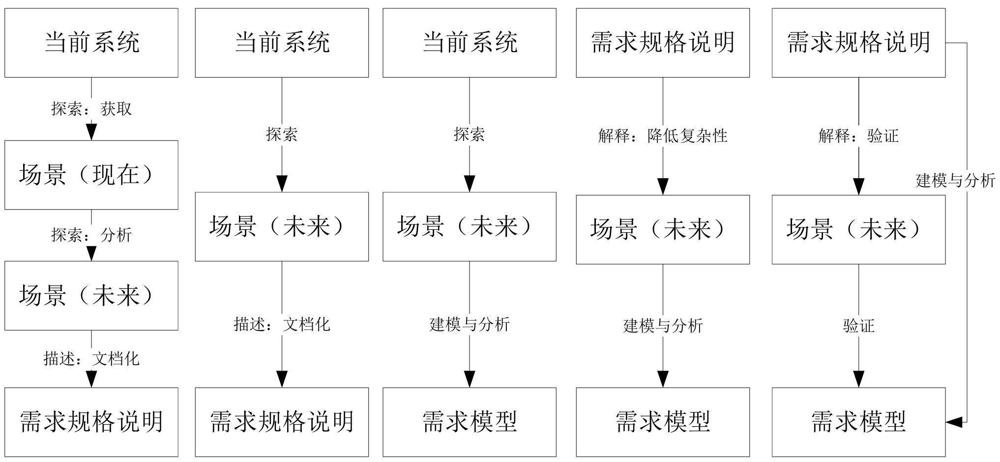 当前系统
探索：获取
场景（现在）
探索：分析
场景（未来）
描述：文档化
需求规格说明
当前系统
探索
场景（未来）
描述：文档化
需求规格说明
当前系统
探索
场景（未来）
建模与分析
需求模型
需求规格说明
解释：降低复杂性
场景（未来）
建模与分析
需求模型
需求规格说明
解释：验证
场景（未来）
验证
需求模型
建模与分析